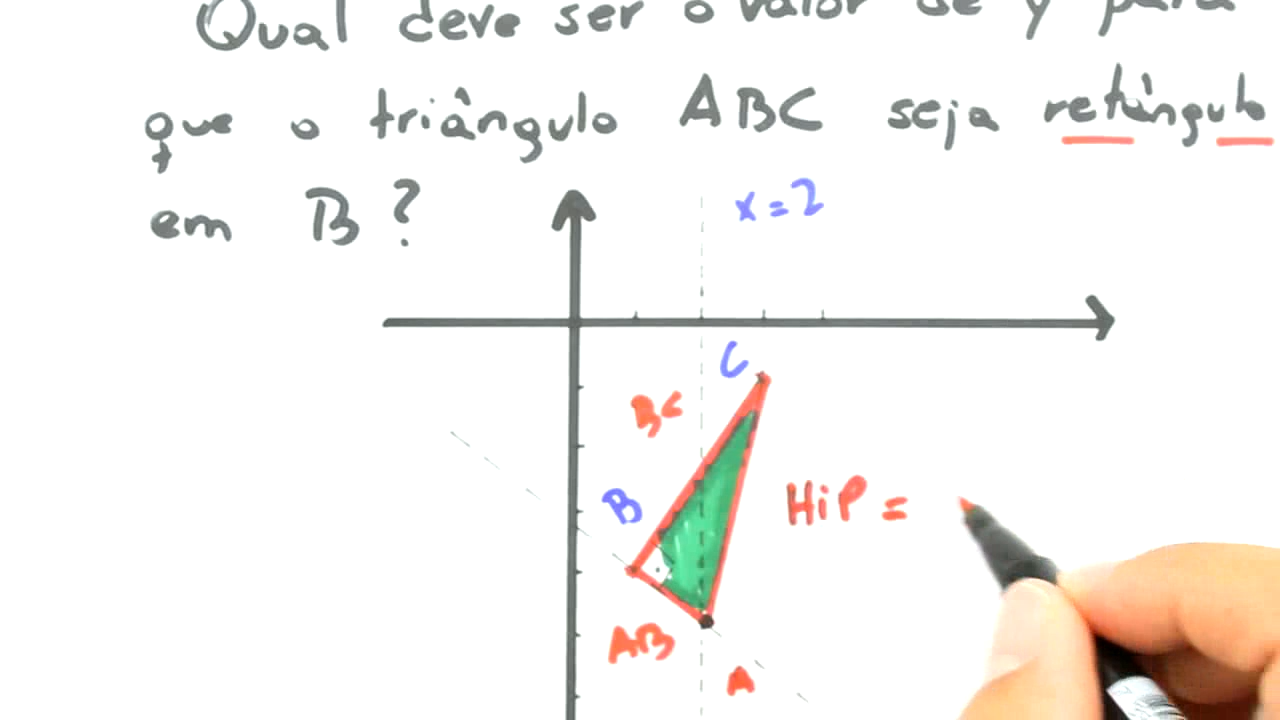 Qual deve ser o valor de y para
que o triângulo ABC seja retângulo
em B?
x=2
C
BC
B
HiP =
AB
A